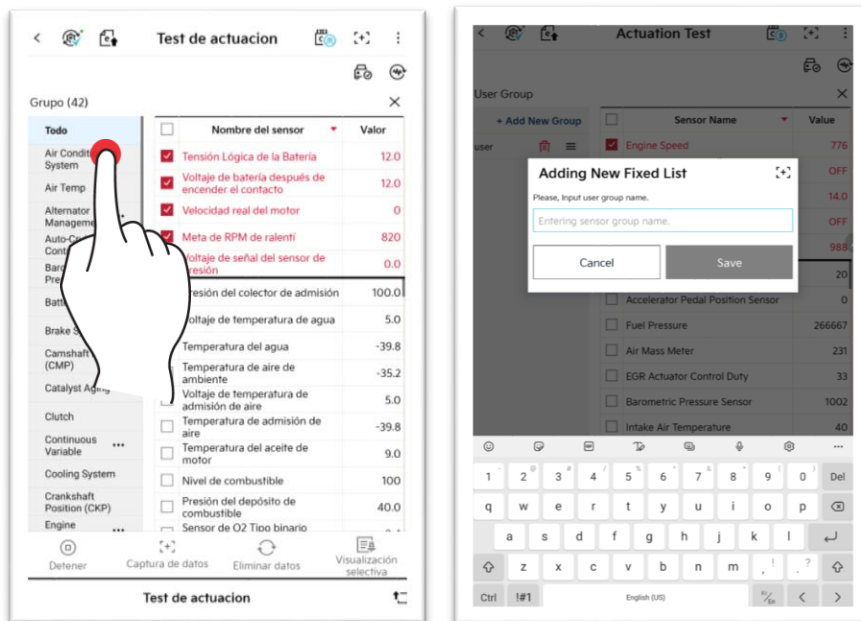 Test de actuacion
Grupo (42)
Todo
Nombre del sensor
Valor
Air Condit
System
Tensión Lógica de la Batería
12.0
Air Temp
Voltaje de batería después de
encender el contacto
12.0
Alternator
Manageme
Velocidad real del motor
0
Auto-Cr
Cont
Meta de RPM de ralentí
820
Bar
Pre
Voltaje de señal del sensor de
presión
0.0
Batt
Presión del colector de admisión
100.0
Voltaje de temperatura de agua
5.0
Brake S
Temperatura del agua
-39.8
Camshaft
(CMP)
Temperatura de aire de
ambiente
-35.2
Catalyst Aging
Voltaje de temperatura de
admisión de aire
5.0
Clutch
Temperatura de admisión de
aire
-39.8
Continuous
Variable
Temperatura del aceite de
motor
9.0
Cooling System
Nivel de combustible
100
Crankshaft
Position (CKP)
Presión del depósito de
combustible
40.0
Engine
Sensor de O2 Tipo binario
Detener
Captura de datos
Eliminar datos
Visualización
selectiva
Test de actuacion
Actuation Test
User Group
+ Add New Group
Sensor Name
Value
user
Engine Speed
776
OFF
14.0
OFF
988
20
Adding New Fixed List
Please, Input user group name.
Entering sensor group name.
Cancel
Save
Accelerator Pedal Position Sensor
0
Fuel Pressure
266667
Air Mass Meter
231
EGR Actuator Control Duty
33
Barometric Pressure Sensor
1002
Intake Air Temperature
40
1 2 3 4 5 6 7 8 9 0 Del
q w e r t y u i o p
a s d f g h j k l
z x c v b n m , ! . ?
Ctrl !#1 English (US) < >